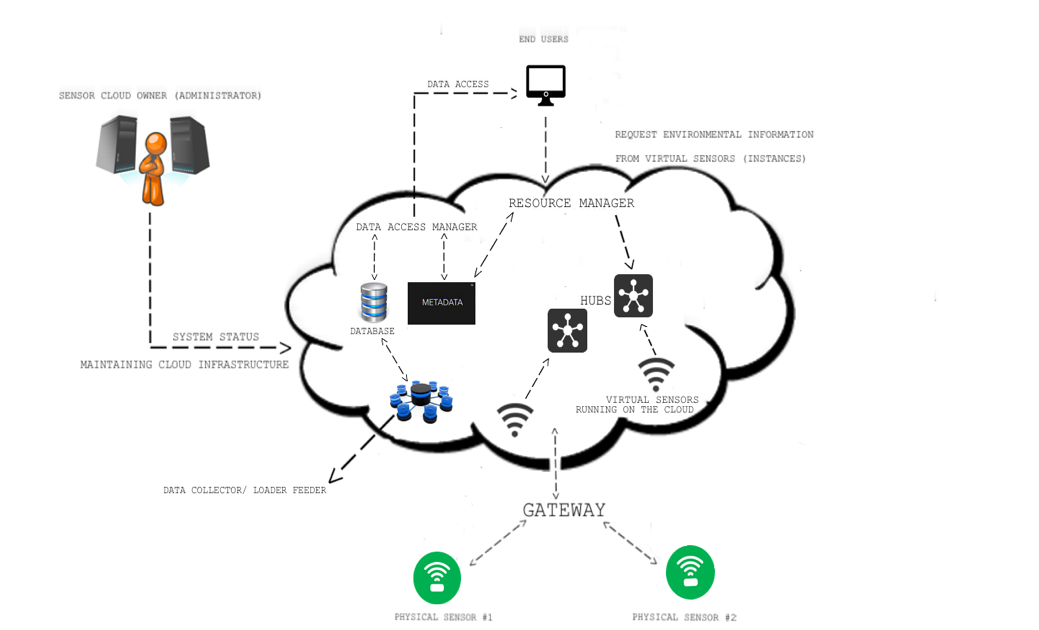 END USERS
DATA ACCESS
SENSOR CLOUD OWNER (ADMINISTRATOR)
REQUEST ENVIRONMENTAL INFORMATION
FROM VIRTUAL SENSORS (INSTANCES)
RESOURCE MANAGER
DATA ACCESS MANAGER
METADATA
HUBS
DATABASE
SYSTEM STATUS
MAINTAINING CLOUD INFRASTRUCTURE
VIRTUAL SENSORS
RUNNING ON THE CLOUD
DATA COLLECTOR/ LOADER FEEDER
GATEWAY
PHYSICAL SENSOR #1
PHYSICAL SENSOR #2